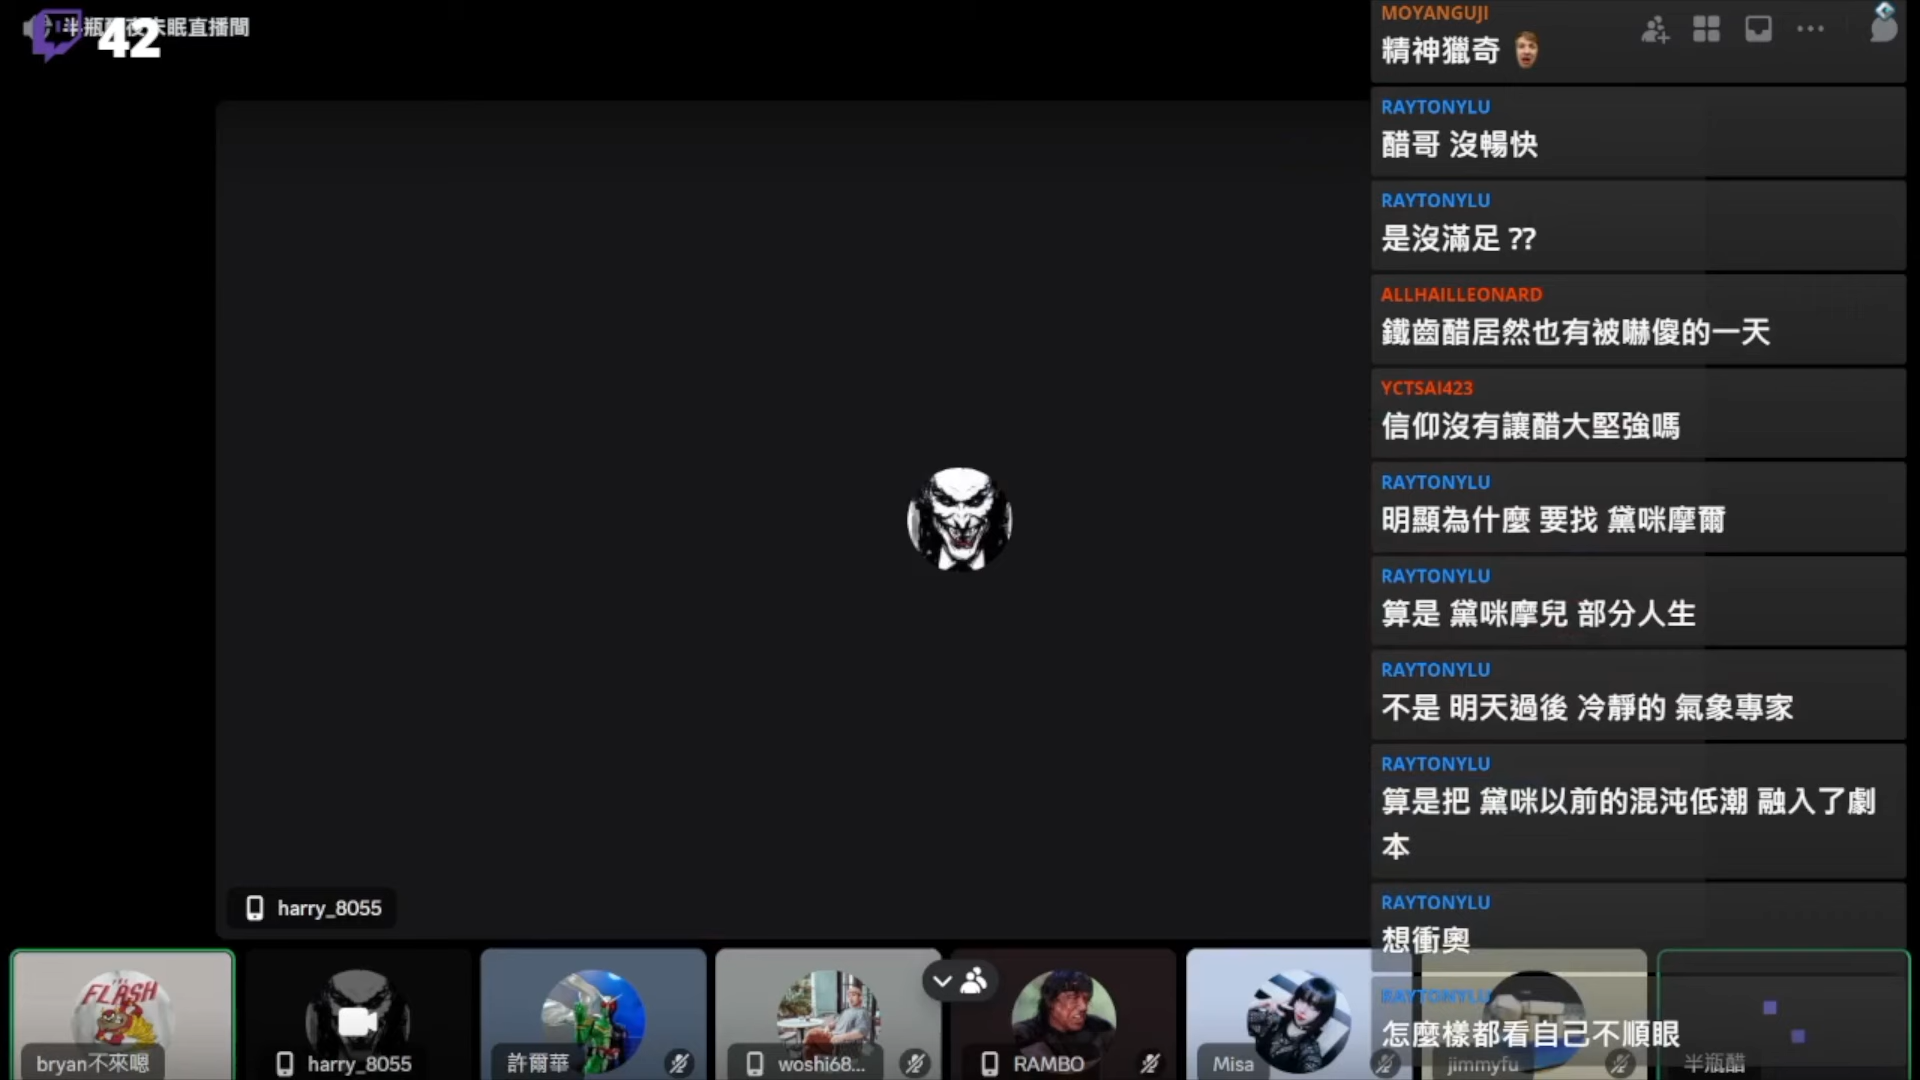 42
未眠直播間
MOYANGUJI
精神獵奇
RAYTONYLU
醋哥 沒暢快
RAYTONYLU
是沒滿足 ??
ALLHAILLEONARD
鐵齒醋居然也有被嚇傻的一天
YCTSAI423
信仰沒有讓醋大堅強嗎
RAYTONYLU
明顯為什麼 要找 黛咪摩爾
RAYTONYLU
算是 黛咪摩兒 部分人生
RAYTONYLU
不是 明天過後 冷靜的 氣象專家
RAYTONYLU
算是把 黛咪以前的混沌低潮 融入了劇
本
RAYTONYLU
想衝奧
RAYTONYLU
怎麼樣都看自己不順眼
harry_8055
FLASH
bryan不來嗯
harry_8055
許爾華
woshi68...
RAMBO
Misa
jimmyfu
半瓶醋